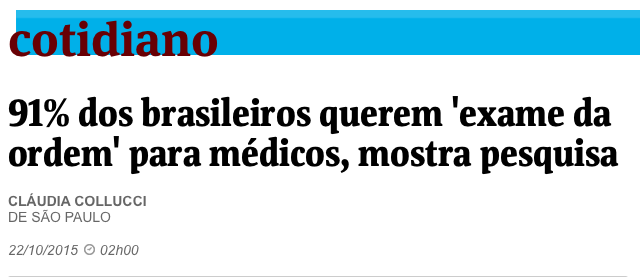 cotidiano
91% dos brasileiros querem 'exame da
ordem' para médicos, mostra pesquisa
CLÁUDIA COLLUCCI
DE SÃO PAULO
22/10/2015 02h00